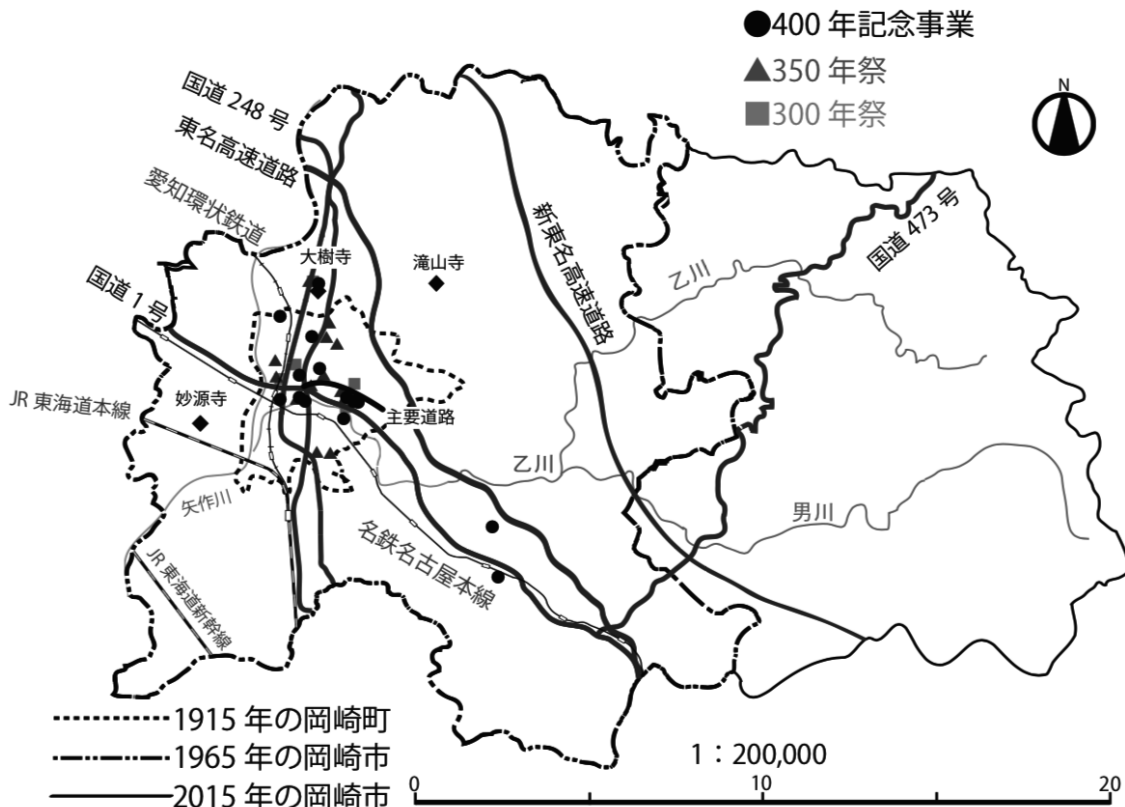 ●400 年記念事業
▲350 年祭
■300 年祭
N
国道 248 号
東名高速道路
愛知環状鉄道
国道 1 号
大樹寺
滝山寺
新東名高速道路
国道 473 号
乙川
JR 東海道本線
妙源寺
主要道路
乙川
矢作川
男川
名鉄名古屋本線
JR 東海道新幹線
1915 年の岡崎町
1965 年の岡崎市
2015 年の岡崎市
1：200,000
0 10 20